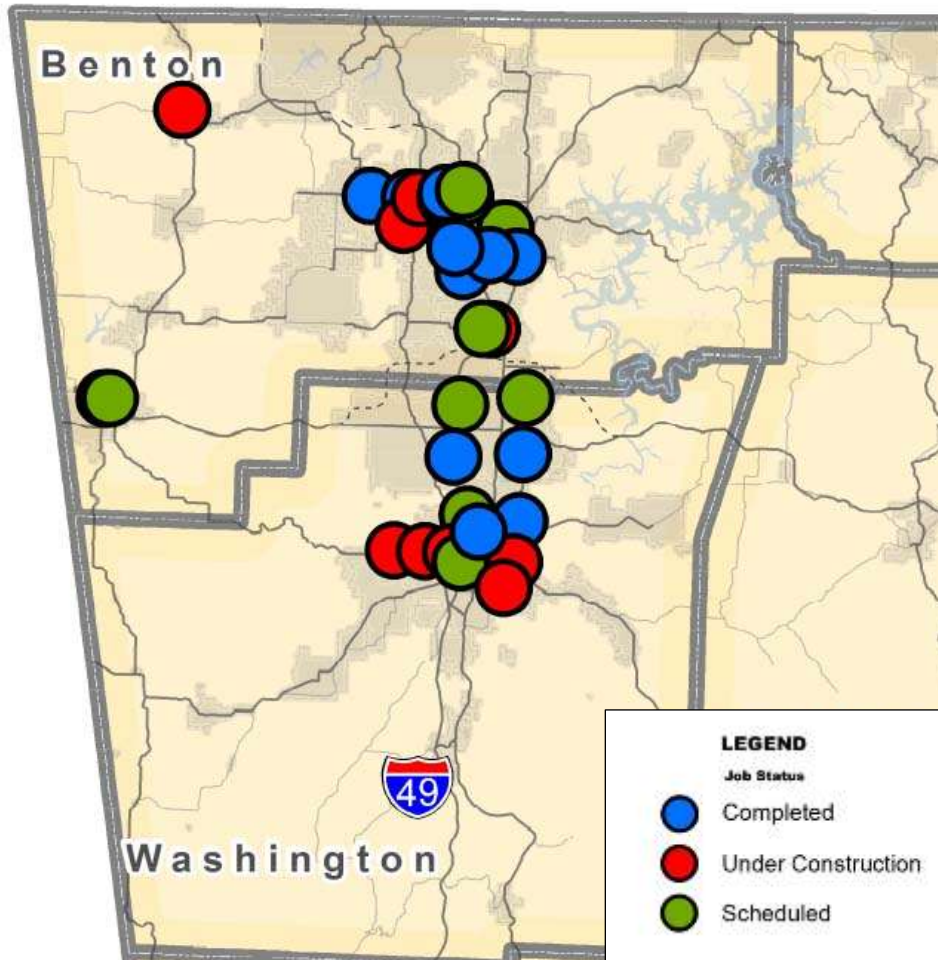 Benton
49
Washington
LEGEND
Job Status
Completed
Under Construction
Scheduled